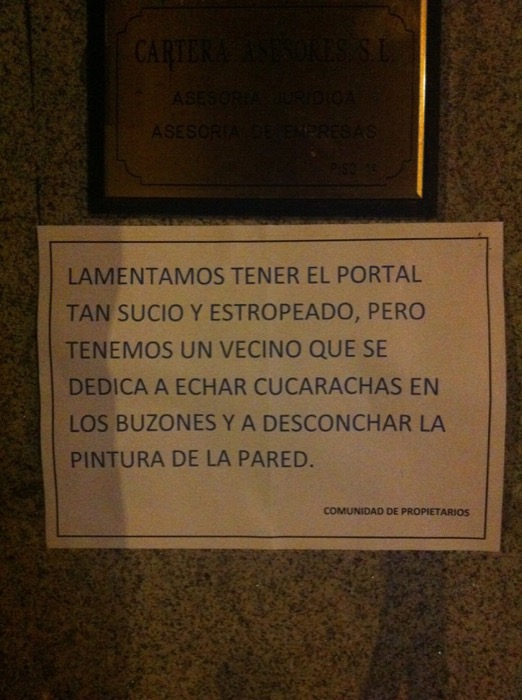 CARTERA ASESORES S.L.
ASESORIA JURIDICA
ASESORIA DE EMPRESAS
PISO
LAMENTAMOS TENER EL PORTAL
TAN SUCIO Y ESTROPEADO, PERO
TENEMOS UN VECINO QUE SE
DEDICA A ECHAR CUCARACHAS EN
LOS BUZONES Y A DESCONCHAR LA
PINTURA DE LA PARED.
COMUNIDAD DE PROPIETARIOS